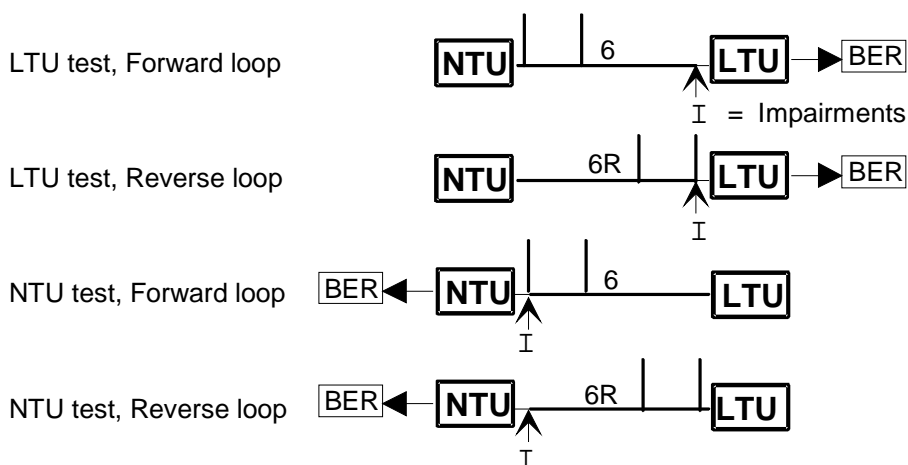 LTU test, Forward loop NTU 6 LTU BER
I = Impairments
LTU test, Reverse loop NTU 6R LTU BER
I
NTU test, Forward loop BER NTU 6 LTU
I
NTU test, Reverse loop BER NTU 6R LTU
I